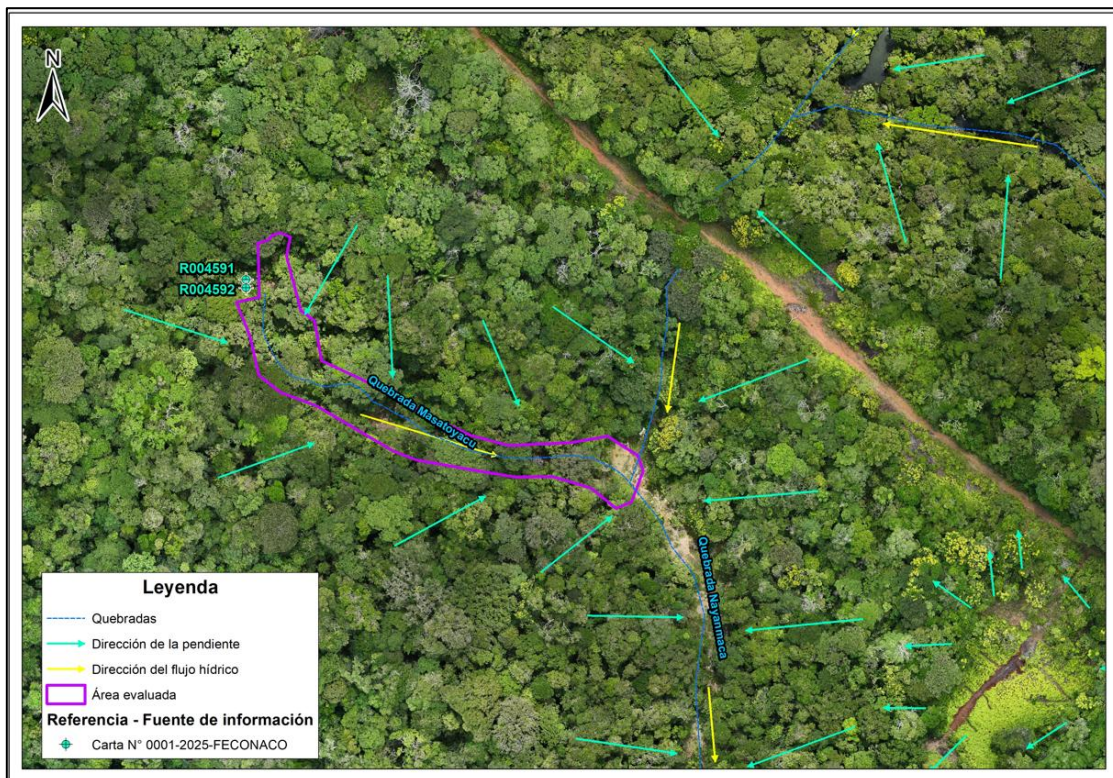 N
R004591
R004592
Quebrada Masatoyacu
Quebrada Nayanmaca
Leyenda
Quebradas
Dirección de la pendiente
Dirección del flujo hídrico
Área evaluada
Referencia - Fuente de información
Carta N° 0001-2025-FECONACO